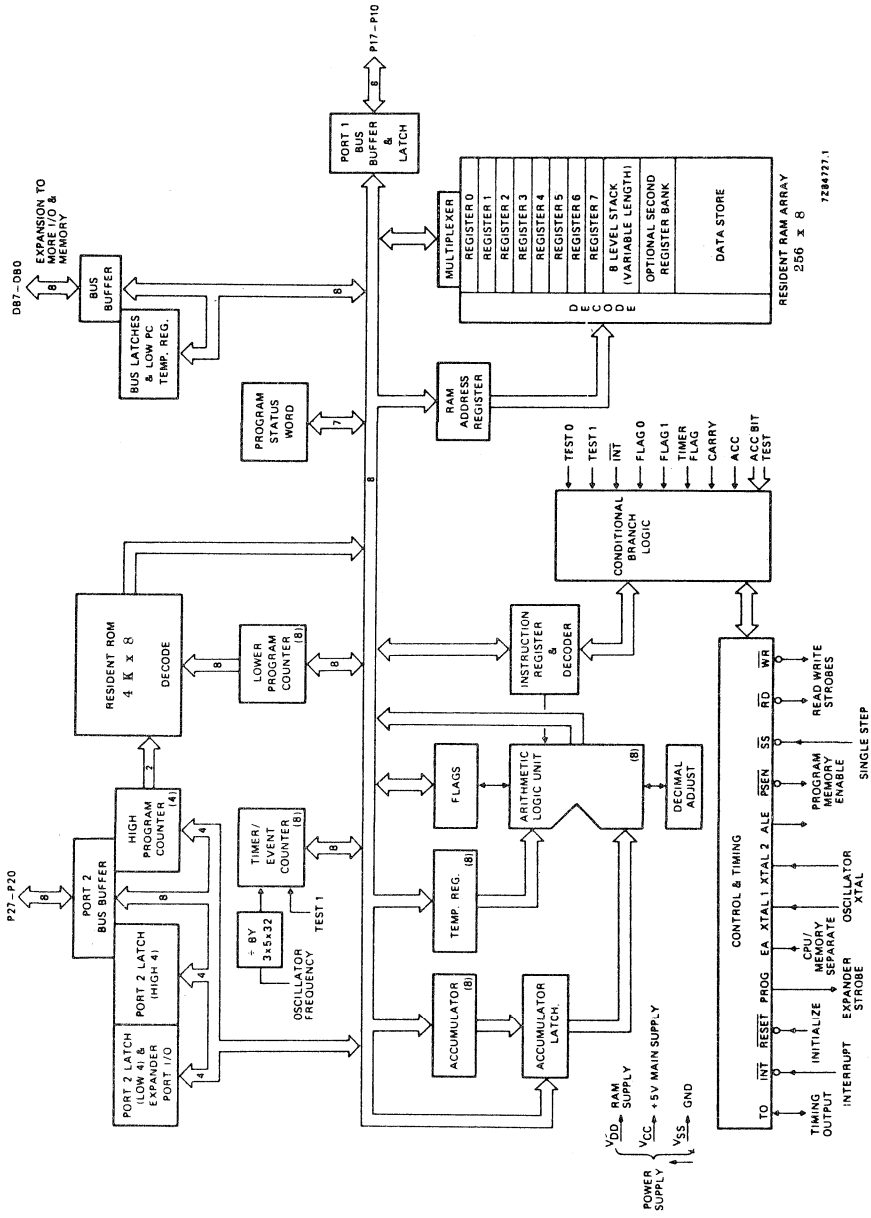 P27-P20
8
PORT 2
BUS BUFFER
PORT 2 LATCH
(LOW 4) &
EXPANDER
PORT I/O
PORT 2 LATCH
(HIGH 4)
HIGH
PROGRAM
COUNTER
(4)
4
4
8
4
2
RESIDENT ROM
4 K x 8
DECODE
8
LOWER
PROGRAM
COUNTER
(8)
8
÷ BY
3x5x32
OSCILLATOR
FREQUENCY
TIMER/
EVENT
COUNTER
(8)
TEST 1
8
PROGRAM
STATUS
WORD
7
DB7-DB0
8
EXPANSION TO
MORE I/O &
MEMORY
BUS
BUFFER
BUS LATCHES
& LOW PC
TEMP. REG.
8
8
PORT 1
BUS
BUFFER
&
LATCH
8
P17-P10
ACCUMULATOR
(8)
ACCUMULATOR
LATCH.
TEMP. REG.
(8)
FLAGS
ARITHMETIC
LOGIC UNIT
(8)
DECIMAL
ADJUST
INSTRUCTION
REGISTER
&
DECODER
RAM
ADDRESS
REGISTER
MULTIPLEXER
DECODE
REGISTER 0
REGISTER 1
REGISTER 2
REGISTER 3
REGISTER 4
REGISTER 5
REGISTER 6
REGISTER 7
8 LEVEL STACK
(VARIABLE LENGTH)
OPTIONAL SECOND
REGISTER BANK
DATA STORE
RESIDENT RAM ARRAY
256 x 8
CONDITIONAL
BRANCH
LOGIC
TEST 0
TEST 1
INT
FLAG 0
FLAG 1
TIMER
FLAG
CARRY
ACC
ACC BIT
TEST
POWER
SUPPLY
VDD
RAM
SUPPLY
VCC
+5V MAIN SUPPLY
VSS
GND
CONTROL & TIMING
TO INT RESET PROG EA XTAL 1 XTAL 2 ALE PSEN SS RD WR
TIMING
OUTPUT
INTERRUPT
INITIALIZE
EXPANDER
STROBE
CPU/
MEMORY
SEPARATE
OSCILLATOR
XTAL
PROGRAM
MEMORY
ENABLE
SINGLE STEP
READ WRITE
STROBES
7Z84727.1